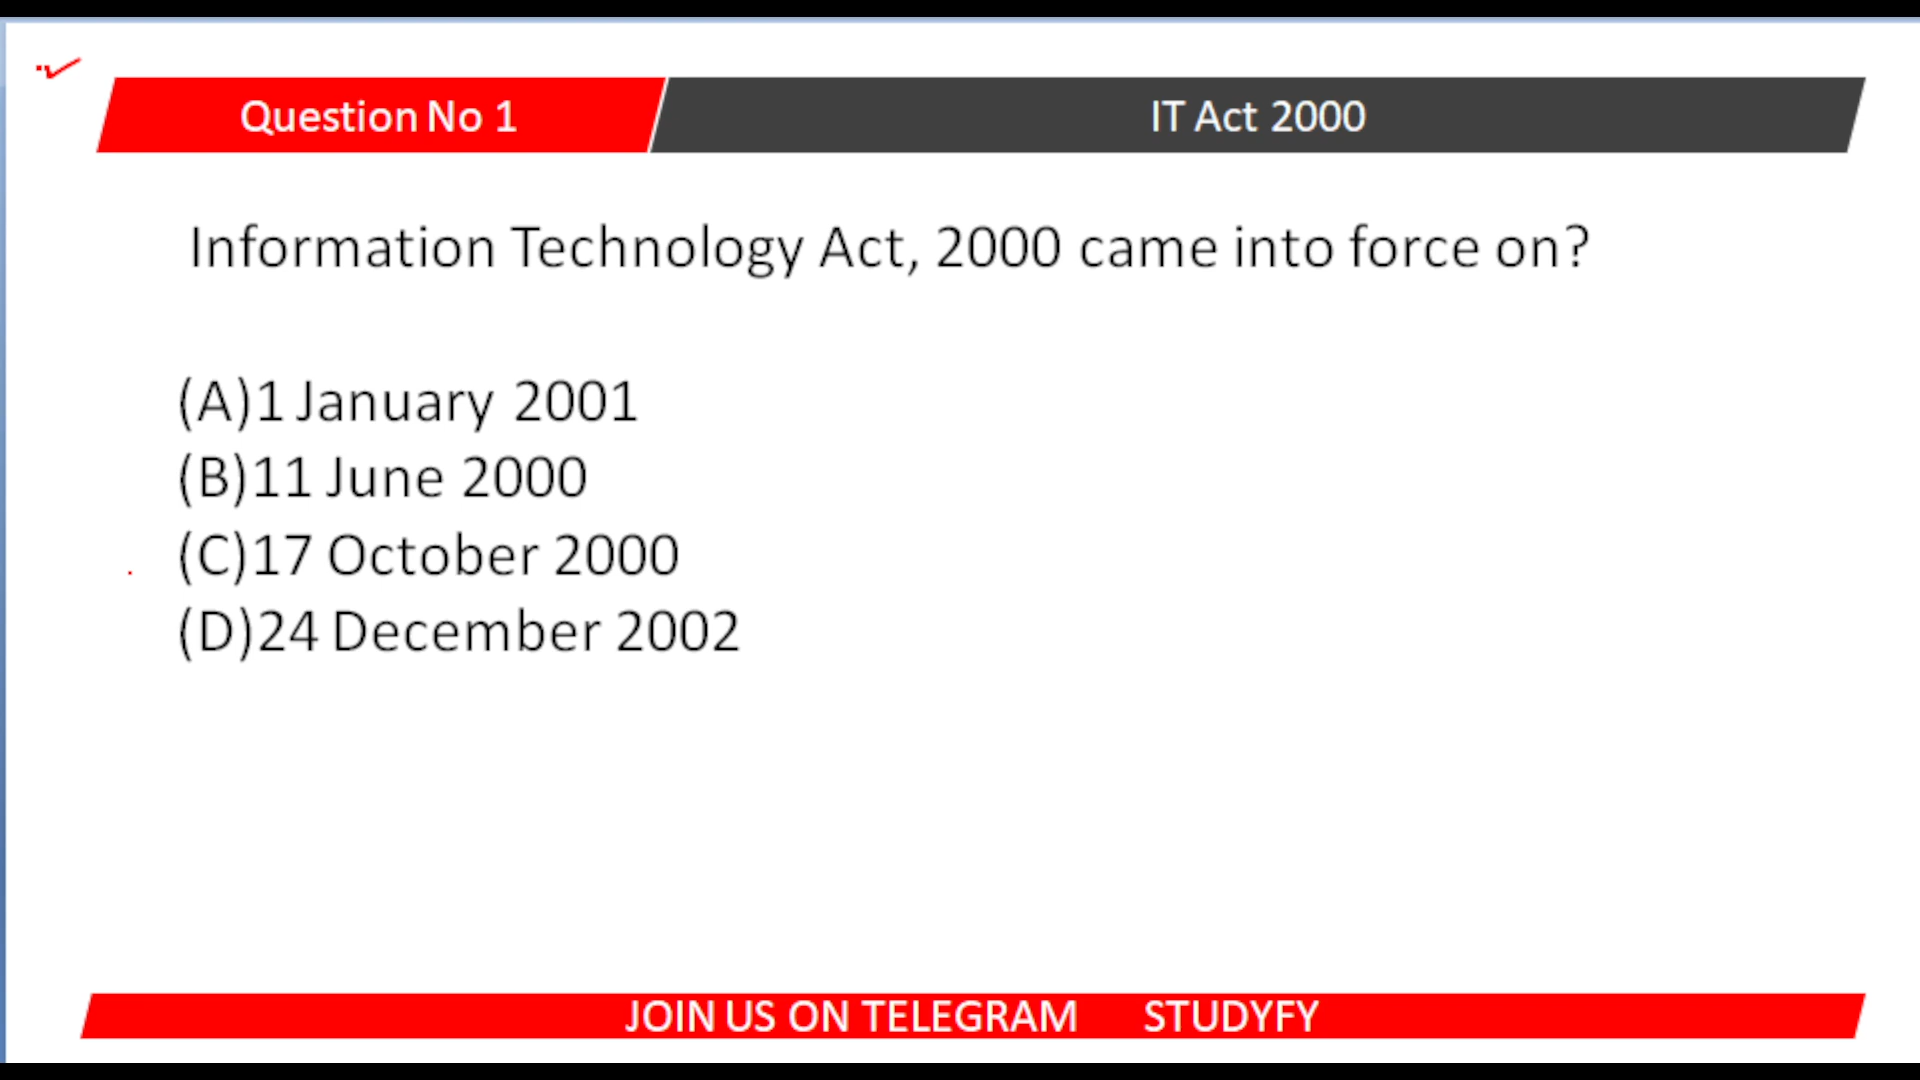 Question No 1
IT Act 2000
Information Technology Act, 2000 came into force on?
(A)1 January 2001
(B)11 June 2000
(C)17 October 2000
(D)24 December 2002
JOIN US ON TELEGRAM STUDYFY